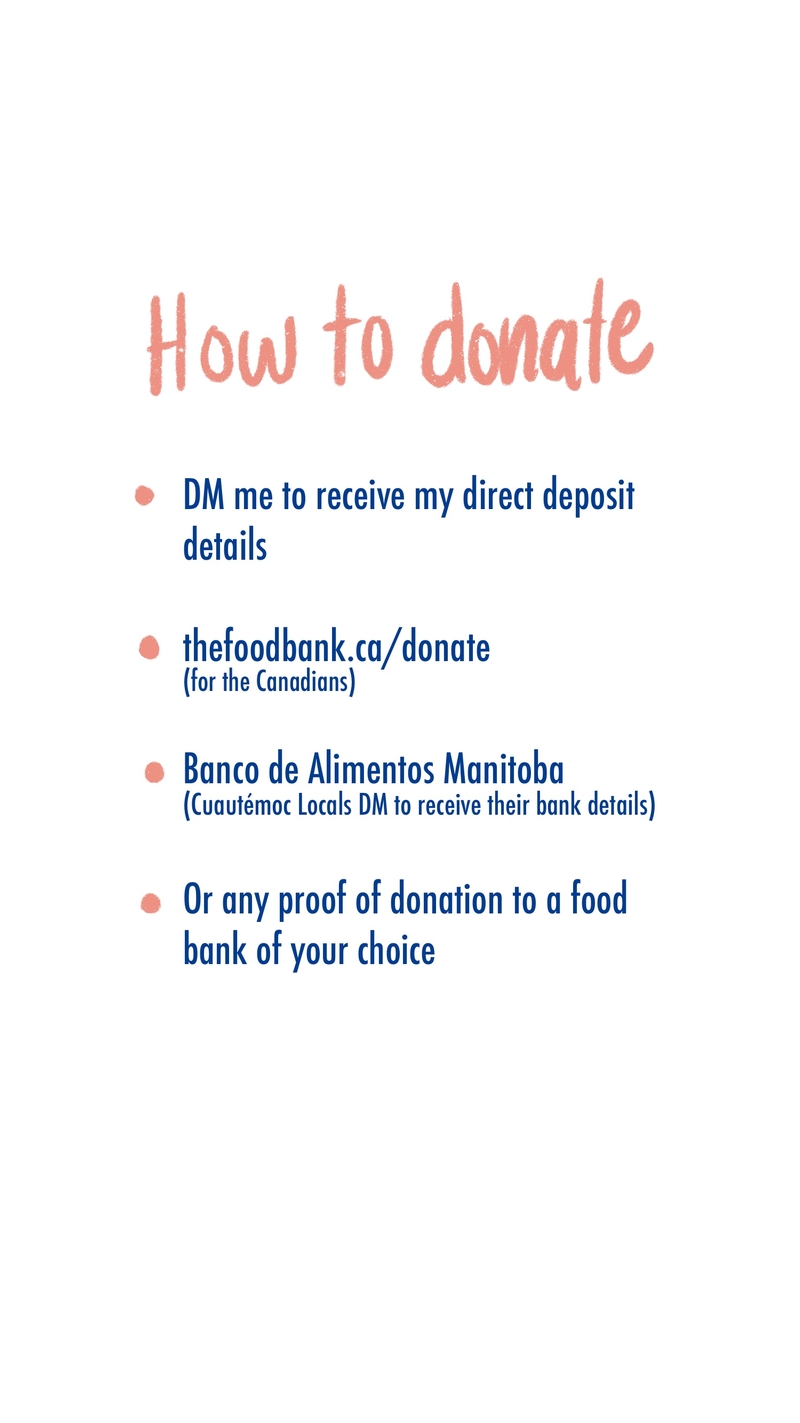 How to donate
DM me to receive my direct deposit
details
thefoodbank.ca/donate
(for the Canadians)
Banco de Alimentos Manitoba
(Cuautémoc Locals DM to receive their bank details)
Or any proof of donation to a food
bank of your choice